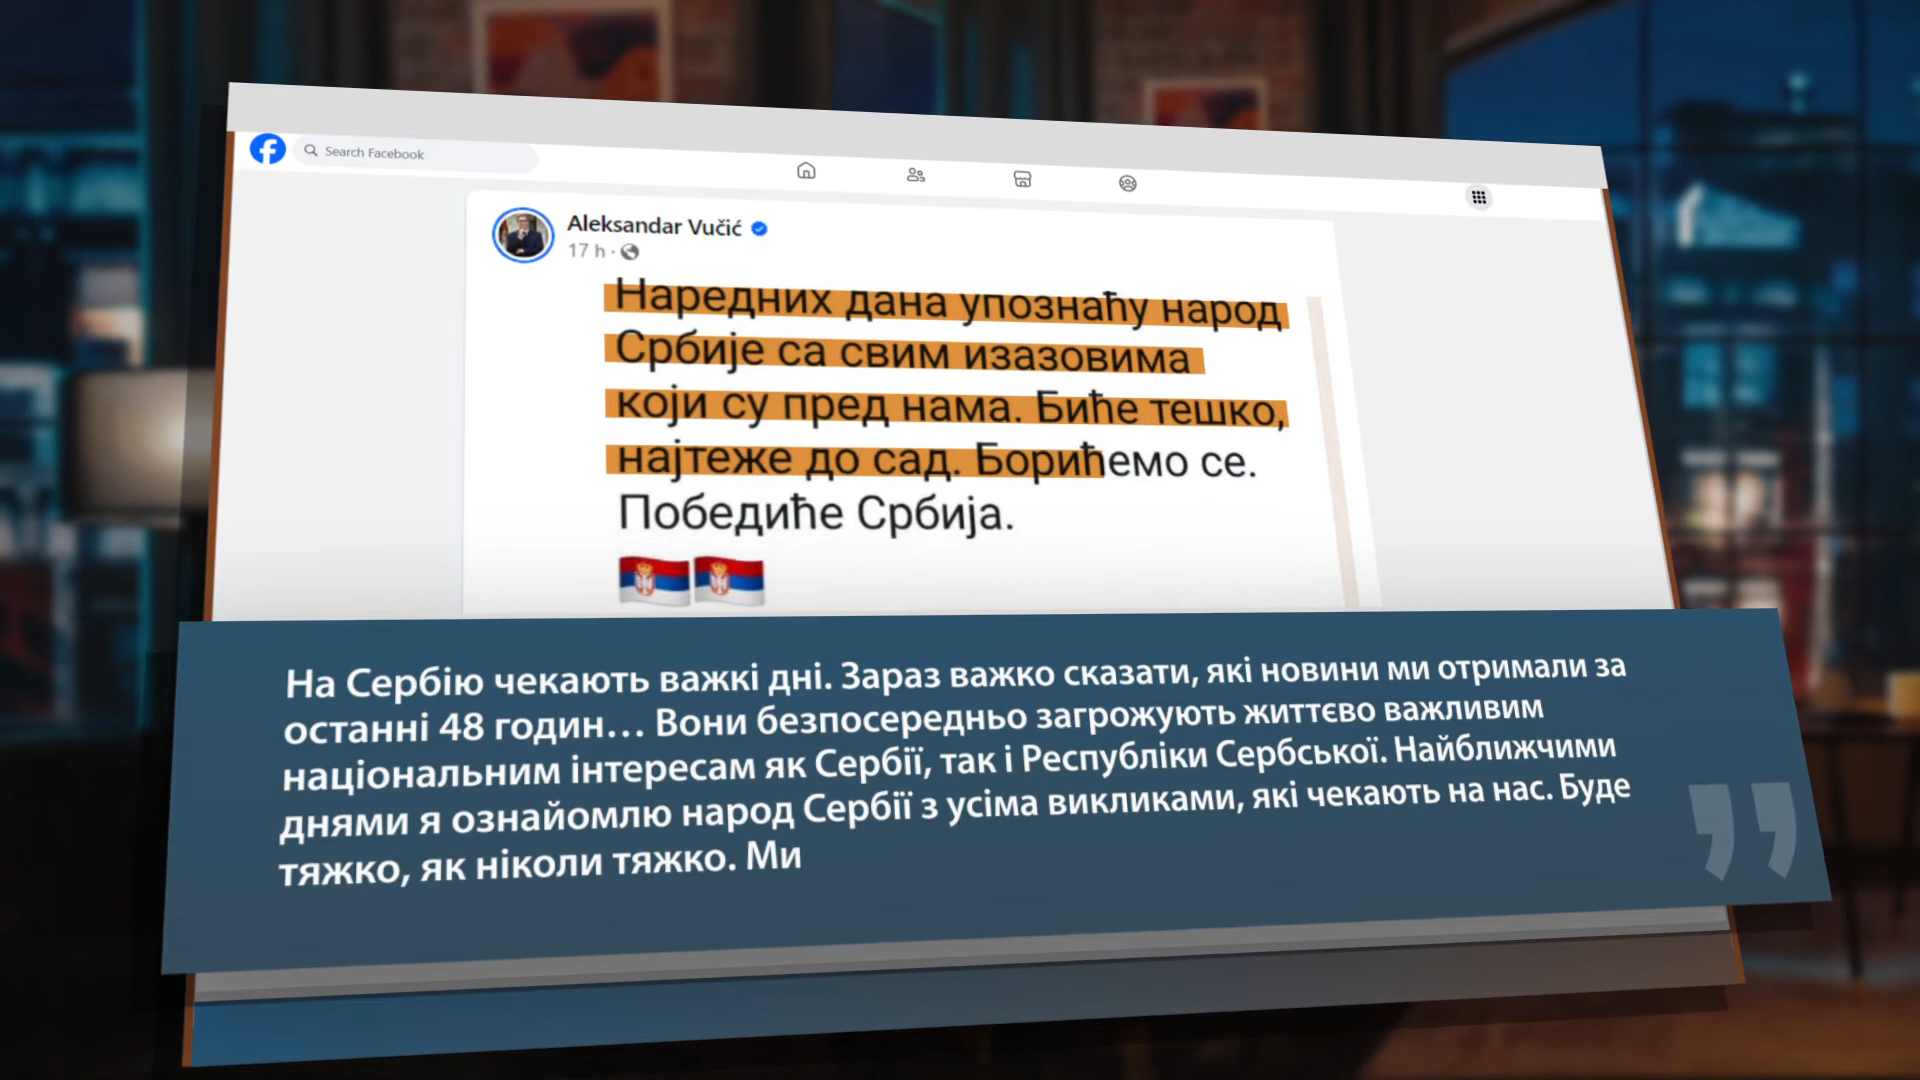 Search Facebook
Aleksandar Vučić
17 h ·
Наредних дана упознаћу народ
Србије са свим изазовима
који су пред нама. Биће тешко,
најтеже до сад. Борићемо се.
Победиће Србија.
На Сербію чекають важкі дні. Зараз важко сказати, які новини ми отримали за
останні 48 годин… Вони безпосередньо загрожують життєво важливим
національним інтересам як Сербії, так і Республіки Сербської. Найближчими
днями я ознайомлю народ Сербії з усіма викликами, які чекають на нас. Буде
тяжко, як ніколи тяжко. Ми